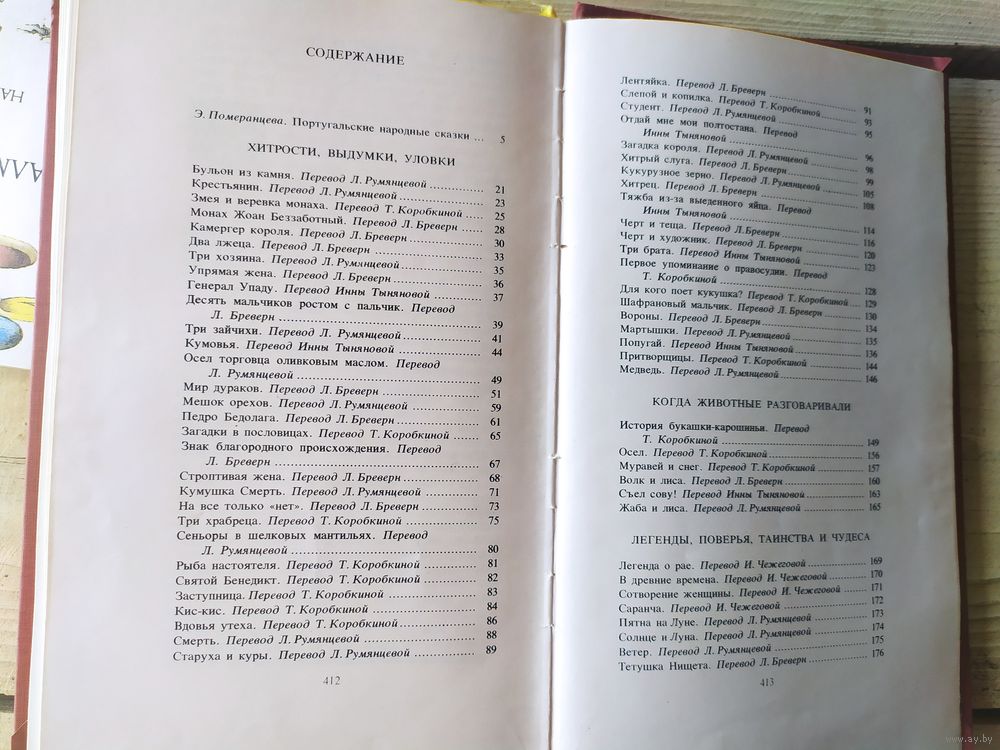 СОДЕРЖАНИЕ
Э. Померанцева. Португальские народные сказки ... 5
ХИТРОСТИ, ВЫДУМКИ, УЛОВКИ
Бульон из камня. Перевод Л. Румянцевой ........ 21
Крестьянин. Перевод Л. Румянцевой ........ 23
Змея и веревка монаха. Перевод Т. Коробкиной ........ 25
Монах Жоан Беззаботный. Перевод Л. Бреверн ........ 28
Камергер короля. Перевод Л. Бреверн ........ 30
Два лжеца. Перевод Л. Бреверн ........ 33
Три хозяина. Перевод Л. Румянцевой ........ 35
Упрямая жена. Перевод Л. Бреверн ........ 36
Генерал Упаду. Перевод Инны Тыняновой ........ 37
Десять мальчиков ростом с пальчик. Перевод
Л. Бреверн ........ 39
Три зайчихи. Перевод Л. Румянцевой ........ 41
Кумовья. Перевод Инны Тыняновой ........ 44
Осел торговца оливковым маслом. Перевод
Л. Румянцевой ........ 49
Мир дураков. Перевод Л. Бреверн ........ 51
Мешок орехов. Перевод Л. Румянцевой ........ 59
Педро Бедолага. Перевод Л. Бреверн ........ 61
Загадки в пословицах. Перевод Т. Коробкиной ........ 65
Знак благородного происхождения. Перевод
Л. Бреверн ........ 67
Строптивая жена. Перевод Л. Бреверн ........ 68
Кумушка Смерть. Перевод Л. Румянцевой ........ 71
На все только «нет». Перевод Л. Бреверн ........ 73
Три храбреца. Перевод Т. Коробкиной ........ 75
Сеньоры в шелковых мантильях. Перевод
Л. Румянцевой ........ 80
Рыба настоятеля. Перевод Т. Коробкиной ........ 81
Святой Бенедикт. Перевод Т. Коробкиной ........ 82
Заступница. Перевод Т. Коробкиной ........ 83
Кис-кис. Перевод Т. Коробкиной ........ 84
Вдовья утеха. Перевод Т. Коробкиной ........ 86
Смерть. Перевод Л. Румянцевой ........ 88
Старуха и куры. Перевод Л. Румянцевой ........ 89
412
Лентяйка. Перевод Л. Бреверн ........ 91
Слепой и копилка. Перевод Т. Коробкиной ........ 93
Студент. Перевод Л. Румянцевой ........ 95
Отдай мне мои полтостана. Перевод
Инны Тыняновой ........ 96
Загадка короля. Перевод Л. Румянцевой ........ 98
Хитрый слуга. Перевод Л. Бреверн ........ 99
Кукурузное зерно. Перевод Л. Румянцевой ........ 105
Хитрец. Перевод Л. Бреверн ........ 108
Тяжба из-за выеденного яйца. Перевод
Инны Тыняновой ........ 114
Черт и теща. Перевод Л. Бреверн ........ 116
Черт и художник. Перевод Л. Бреверн ........ 120
Три брата. Перевод Инны Тыняновой ........ 123
Первое упоминание о правосудии. Перевод
Т. Коробкиной ........ 128
Для кого поет кукушка? Перевод Т. Коробкиной ... 129
Шафрановый мальчик. Перевод Л. Бреверн ........ 130
Вороны. Перевод Л. Бреверн ........ 134
Мартышки. Перевод Л. Румянцевой ........ 135
Попугай. Перевод Инны Тыняновой ........ 136
Притворщицы. Перевод Т. Коробкиной ........ 144
Медведь. Перевод Л. Румянцевой ........ 146
КОГДА ЖИВОТНЫЕ РАЗГОВАРИВАЛИ
История букашки-карошиньи. Перевод
Т. Коробкиной ........ 149
Осел. Перевод Т. Коробкиной ........ 156
Муравей и снег. Перевод Т. Коробкиной ........ 157
Волк и лиса. Перевод Л. Бреверн ........ 160
Съел сову! Перевод Инны Тыняновой ........ 163
Жаба и лиса. Перевод Л. Румянцевой ........ 165
ЛЕГЕНДЫ, ПОВЕРЬЯ, ТАИНСТВА И ЧУДЕСА
Легенда о рае. Перевод И. Чежеговой ........ 169
В древние времена. Перевод И. Чежеговой ........ 170
Сотворение женщины. Перевод И. Чежеговой ........ 171
Саранча. Перевод И. Чежеговой ........ 172
Пятна на Луне. Перевод Л. Румянцевой ........ 173
Солнце и Луна. Перевод Л. Румянцевой ........ 174
Ветер. Перевод Л. Румянцевой ........ 175
Тетушка Нищета. Перевод Л. Бреверн ........ 176
413
www.ay.by